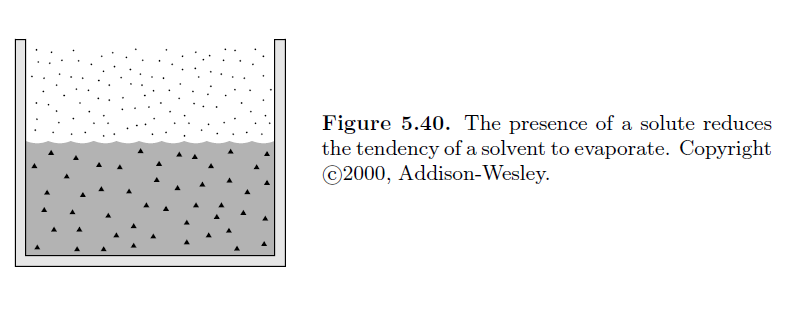 Figure 5.40. The presence of a solute reduces
the tendency of a solvent to evaporate. Copyright
©2000, Addison-Wesley.